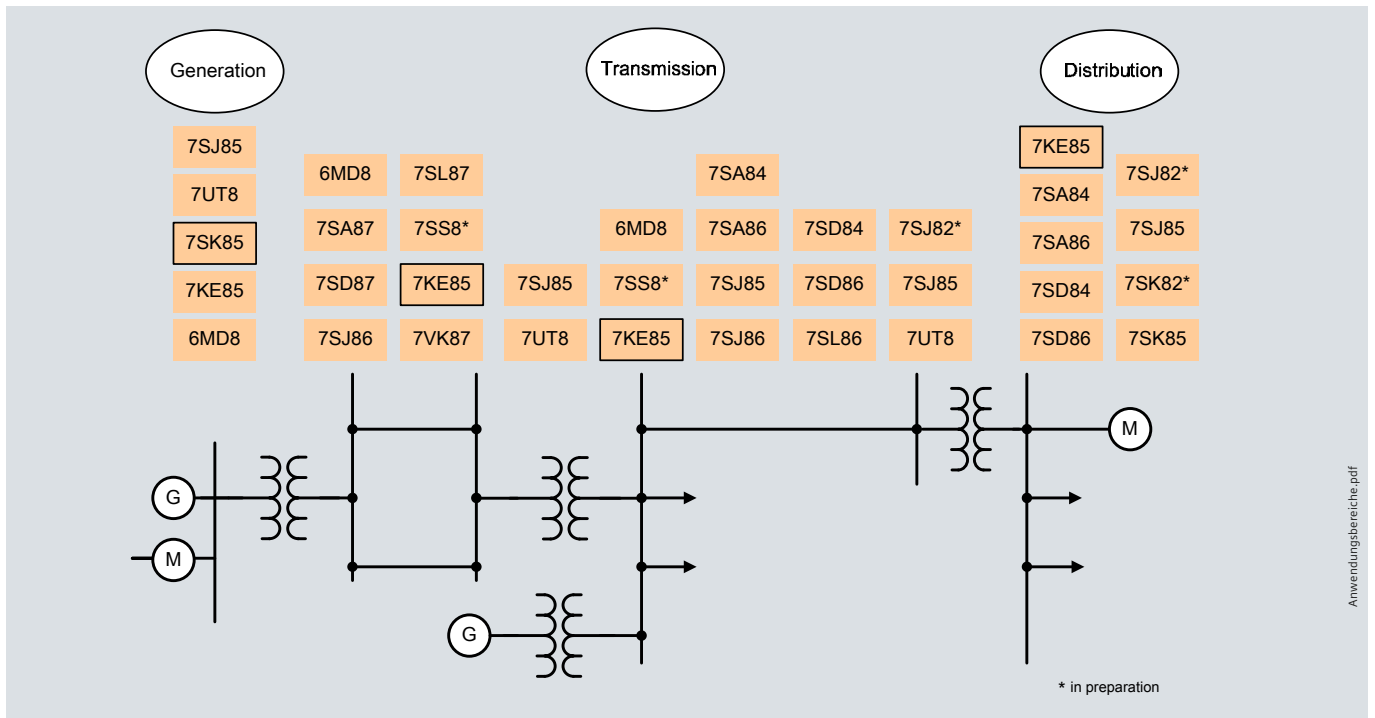 Generation
Transmission
Distribution
7SJ85
7UT8
7SK85
7KE85
6MD8
6MD8
7SA87
7SD87
7SJ86
7SL87
7SS8*
7KE85
7VK87
7SJ85
7UT8
6MD8
7SS8*
7KE85
7SA84
7SA86
7SJ85
7SJ86
7SD84
7SD86
7SL86
7SJ82*
7SJ85
7UT8
7KE85
7SA84
7SA86
7SD84
7SD86
7SJ82*
7SJ85
7SK82*
7SK85
G
M
G
M
* in preparation
Anwendungsbereiche.pdf